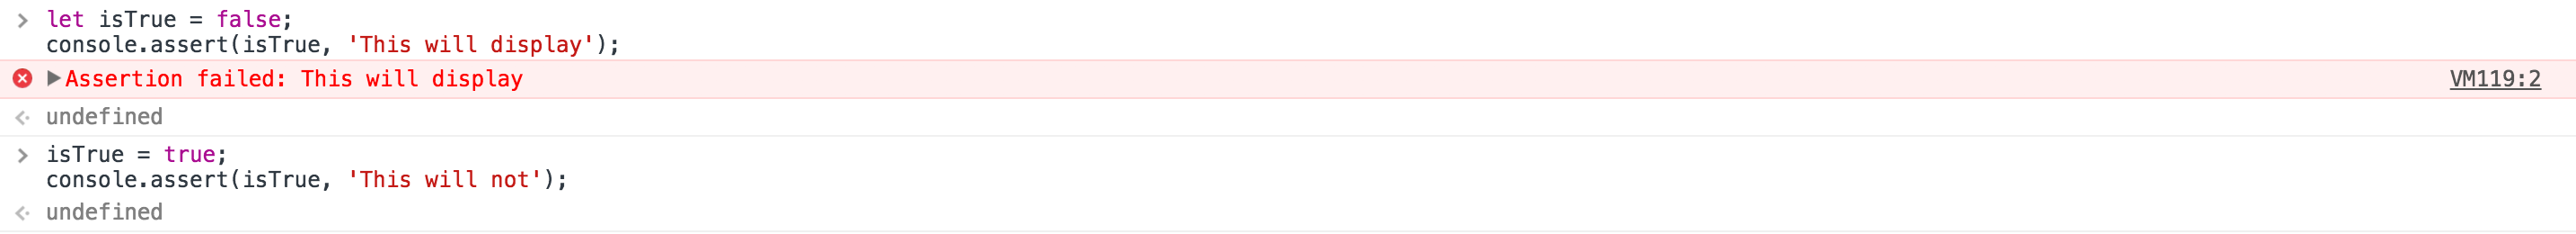 let isTrue = false;
console.assert(isTrue, 'This will display');
Assertion failed: This will display VM119:2
undefined
isTrue = true;
console.assert(isTrue, 'This will not');
undefined